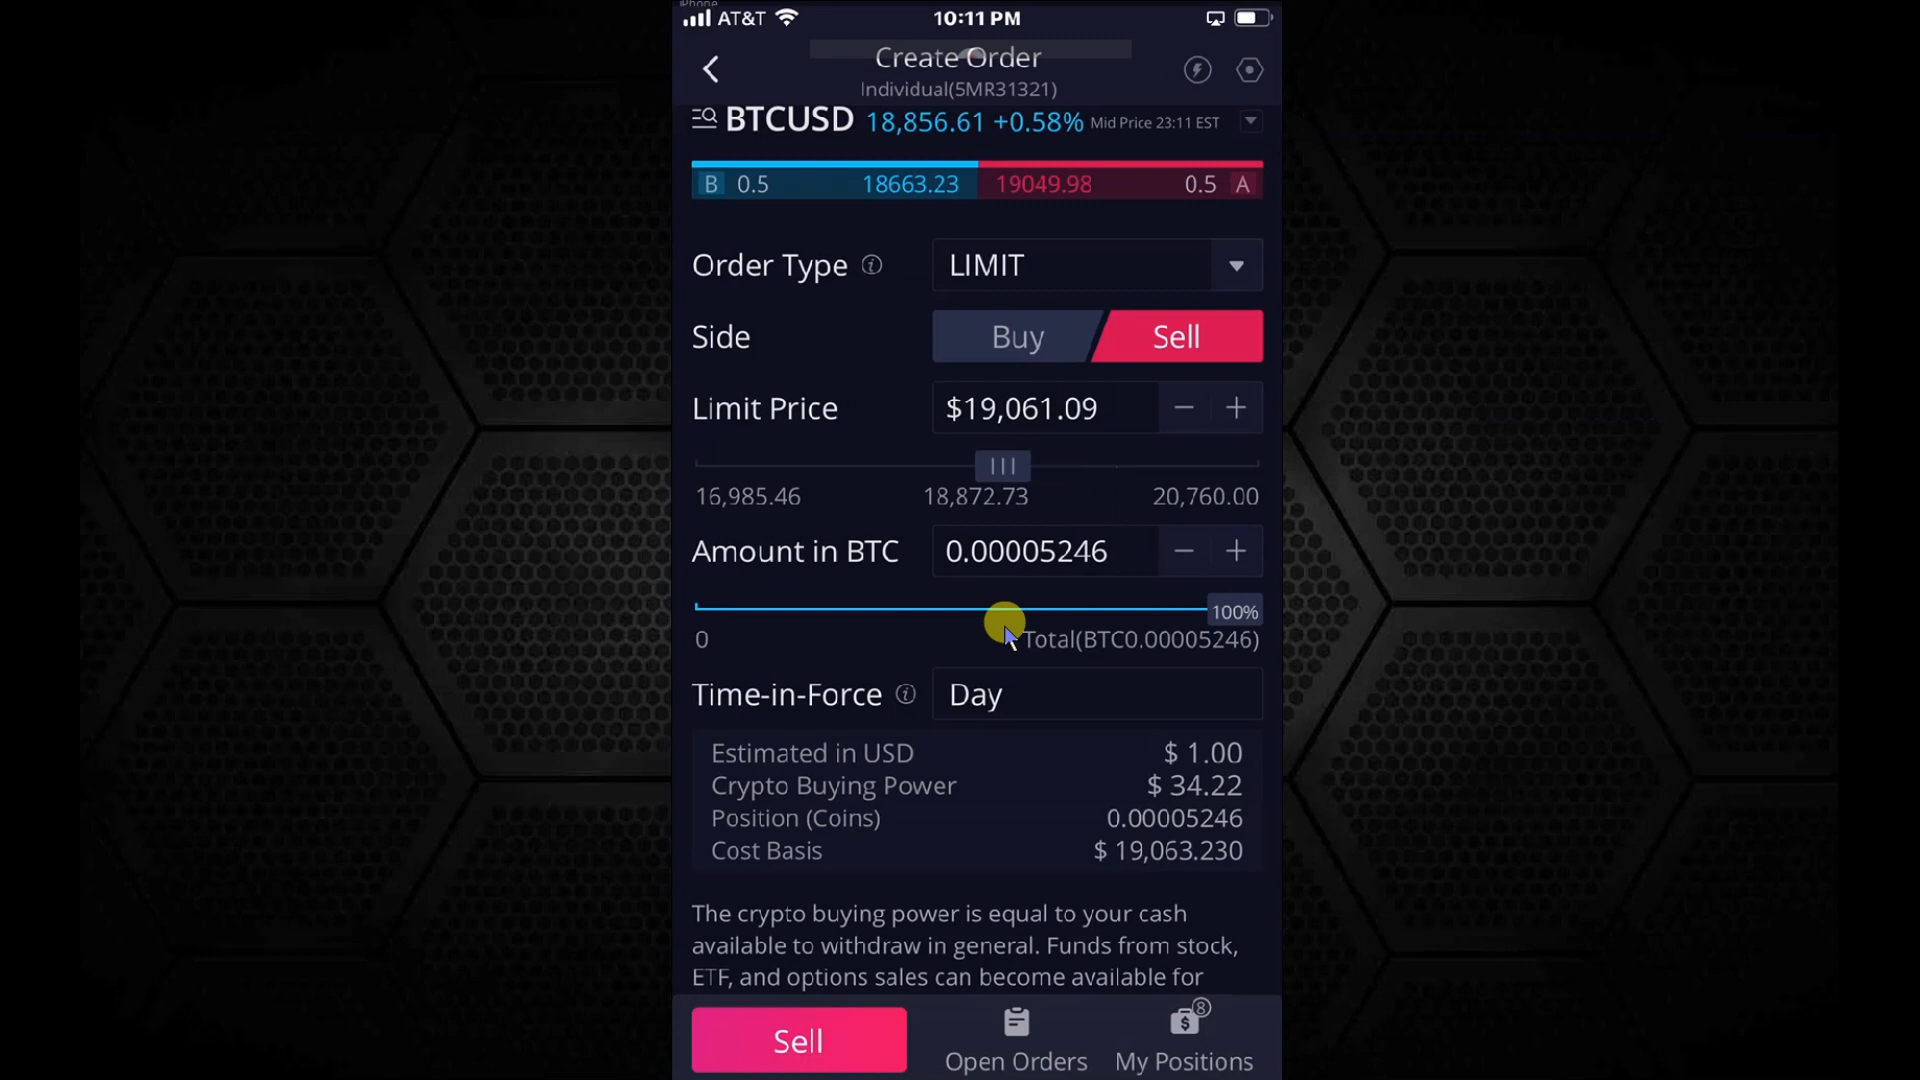 iPhone
AT&T 10:11 PM
Create Order
Individual(5MR31321)
BTCUSD 18,856.61 +0.58% Mid Price 23:11 EST
B 0.5 18663.23 19049.98 0.5 A
Order Type LIMIT
Side Buy Sell
Limit Price $19,061.09 − +
16,985.46 18,872.73 20,760.00
Amount in BTC 0.00005246 − +
100%
0 Total(BTC0.00005246)
Time-in-Force Day
Estimated in USD $ 1.00
Crypto Buying Power $ 34.22
Position (Coins) 0.00005246
Cost Basis $ 19,063.230
The crypto buying power is equal to your cash
available to withdraw in general. Funds from stock,
ETF, and options sales can become available for
8
Sell Open Orders My Positions